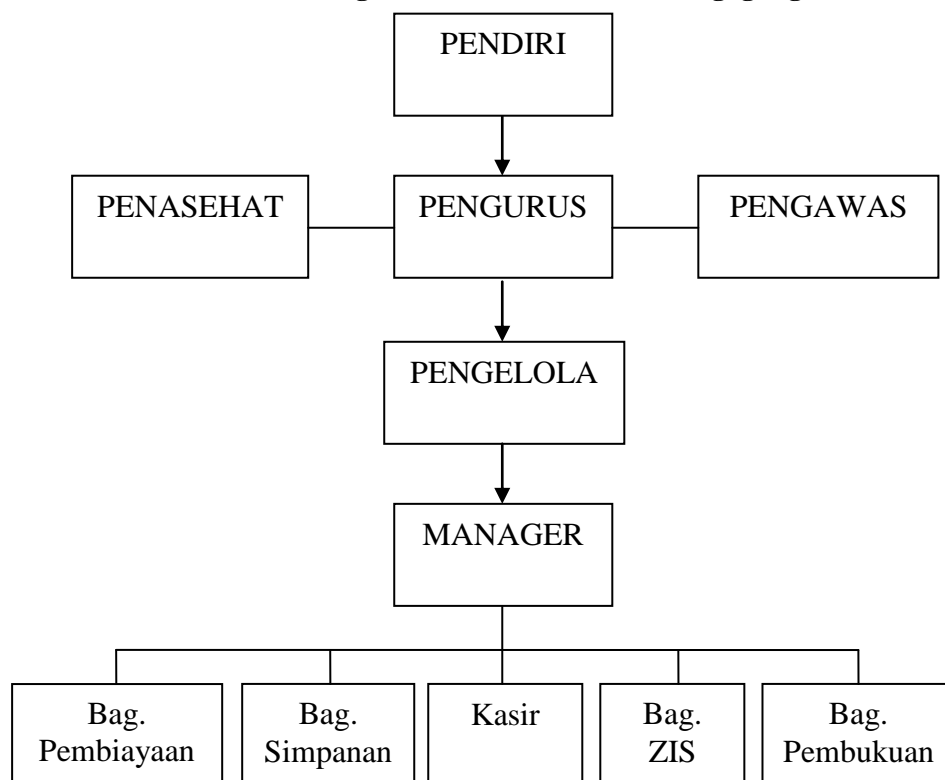 PENDIRI
PENASEHAT
PENGURUS
PENGAWAS
PENGELOLA
MANAGER
Bag.
Pembiayaan
Bag.
Simpanan
Kasir
Bag.
ZIS
Bag.
Pembukuan